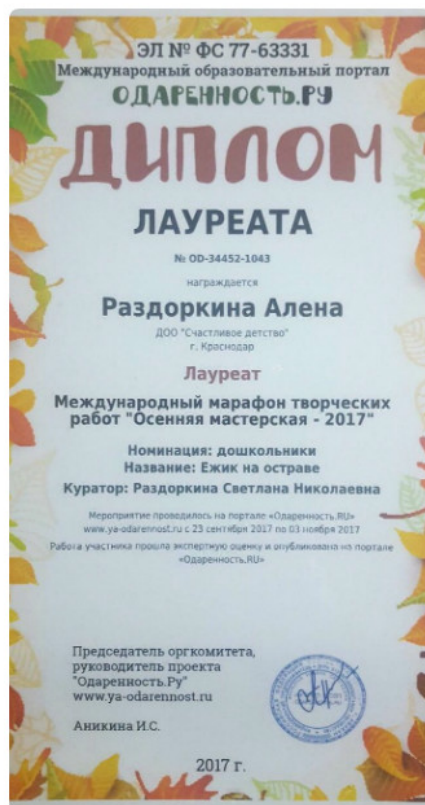 ЭЛ № ФС 77-63331
Международный образовательный портал
ОДАРЕННОСТЬ.РУ
ДИПЛОМ
ЛАУРЕАТА
№ OD-34452-1043
награждается
Раздоркина Алена
ДОО "Счастливое детство"
г. Краснодар
Лауреат
Международный марафон творческих
работ "Осенняя мастерская - 2017"
Номинация: дошкольники
Название: Ежик на остраве
Куратор: Раздоркина Светлана Николаевна
Мероприятие проводилось на портале «Одаренность.RU»
www.ya-odarennost.ru с 23 сентября 2017 по 03 ноября 2017
Работа участника прошла экспертную оценку и опубликована на портале
«Одаренность.RU»
Председатель оргкомитета,
руководитель проекта
"Одаренность.Ру"
www.ya-odarennost.ru
Аникина И.С.
2017 г.